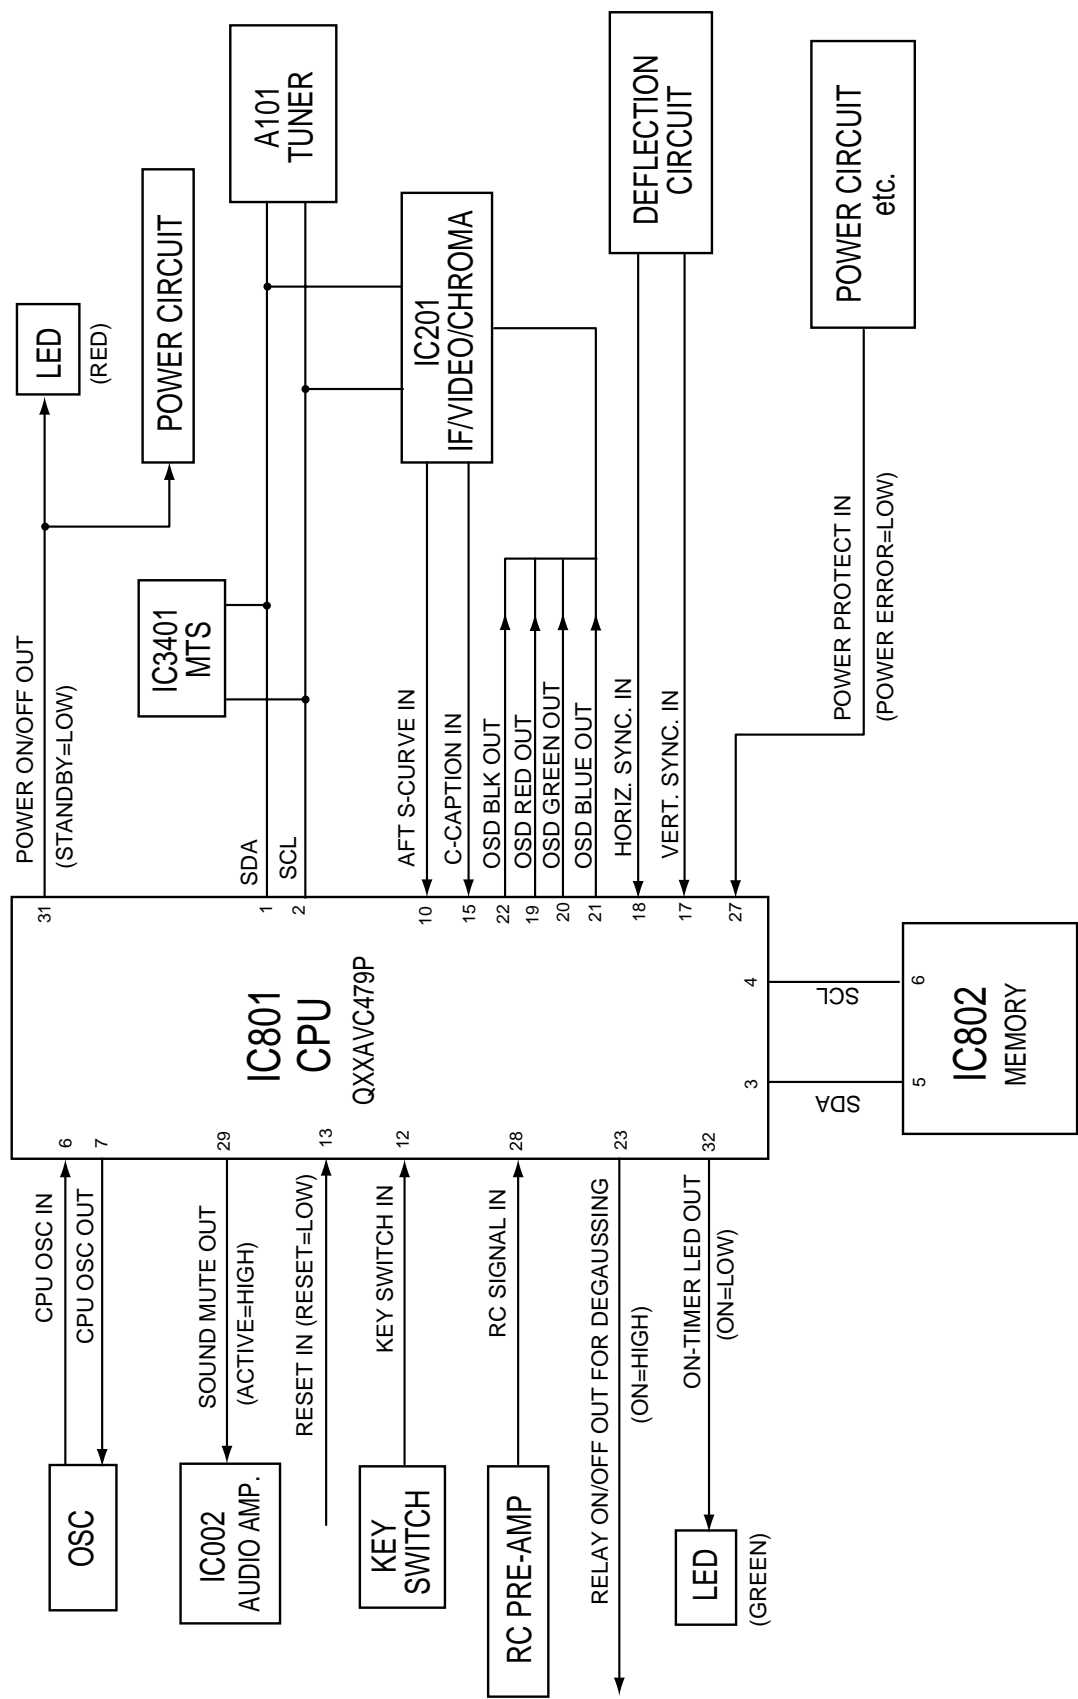 CPU OSC IN
6
CPU OSC OUT
7
OSC
SOUND MUTE OUT
(ACTIVE=HIGH)
29
IC002
AUDIO AMP.
RESET IN (RESET=LOW)
13
KEY SWITCH IN
12
KEY
SWITCH
RC SIGNAL IN
28
RC PRE-AMP
RELAY ON/OFF OUT FOR DEGAUSSING
(ON=HIGH)
23
ON-TIMER LED OUT
(ON=LOW)
32
LED
(GREEN)
IC801
CPU
QXXAVC479P
3
SDA
5
4
SCL
6
IC802
MEMORY
31
POWER ON/OFF OUT
(STANDBY=LOW)
LED
(RED)
POWER CIRCUIT
1
SDA
2
SCL
IC3401
MTS
A101
TUNER
10
AFT S-CURVE IN
15
C-CAPTION IN
IC201
IF/VIDEO/CHROMA
22
OSD BLK OUT
19
OSD RED OUT
20
OSD GREEN OUT
21
OSD BLUE OUT
18
HORIZ. SYNC. IN
17
VERT. SYNC. IN
DEFLECTION
CIRCUIT
27
POWER PROTECT IN
(POWER ERROR=LOW)
POWER CIRCUIT
etc.